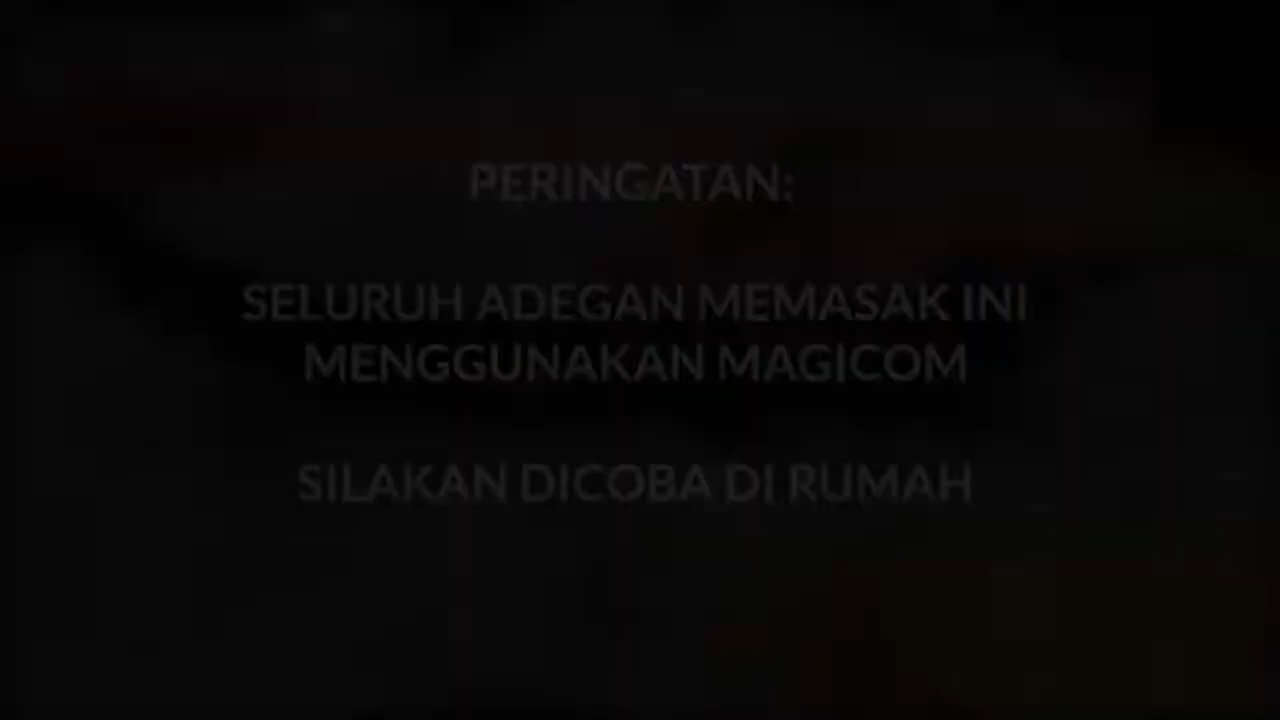 PERINGATAN:
SELURUH ADEGAN MEMASAK INI
MENGGUNAKAN MAGICOM
SILAKAN DICOBA DI RUMAH